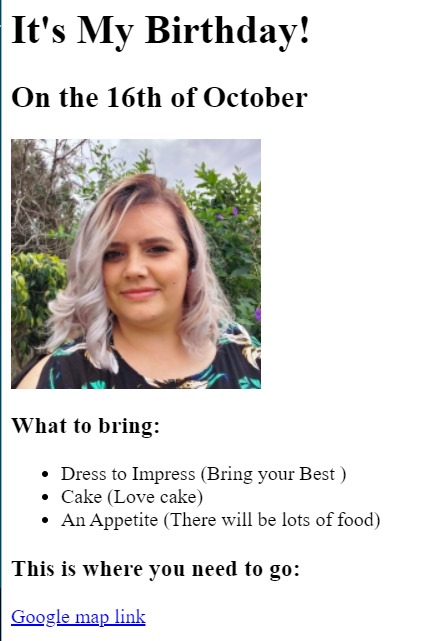 It's My Birthday!
On the 16th of October
What to bring:
Dress to Impress (Bring your Best )
Cake (Love cake)
An Appetite (There will be lots of food)
This is where you need to go:
Google map link